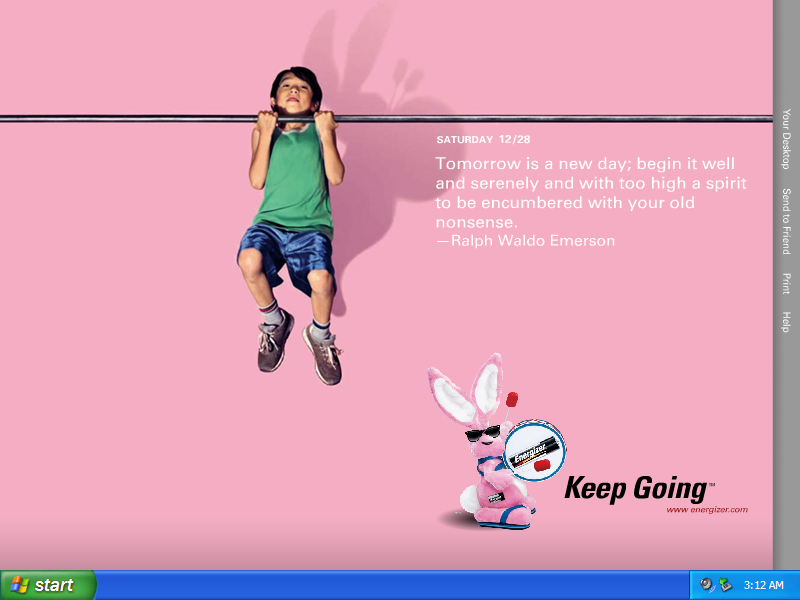 SATURDAY 12/28
Tomorrow is a new day; begin it well
and serenely and with too high a spirit
to be encumbered with your old
nonsense.
—Ralph Waldo Emerson
Your Desktop
Send to Friend
Print
Help
Energizer
Keep Going™
www.energizer.com
start
3:12 AM